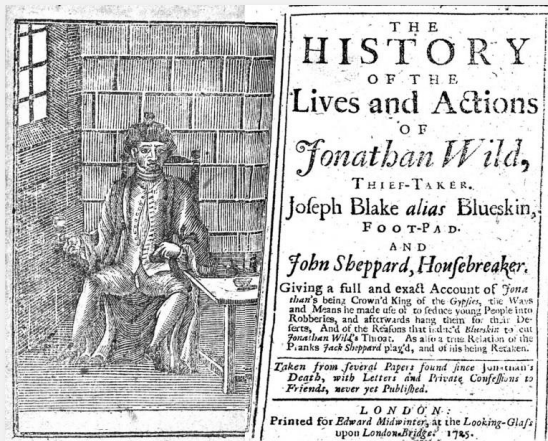 THE
HISTORY
OF THE
Lives and Actions
OF
Jonathan Wild,
THIEF-TAKER.
Joseph Blake alias Blueskin,
FOOT-PAD.
AND
John Sheppard, Housebreaker.
Giving a full and exact Account of Jona
than's being Crown'd King of the Gypsies, the Ways
and Means he made use of to seduce young People into
Robberies, and afterwards hang them for their De-
serts, And of the Reasons that induc'd Blueskin to cut
Jonathan Wild's Throat. As also a true Relation of the
Pranks Jack Sheppard play'd, and of his being Retaken.
Taken from several Papers found since Jonathan's
Death, with Letters and Private Confessions to
Friends, never yet Published.
LONDON:
Printed for Edward Midwinter, at the Looking-Glass
upon London-Bridge. 1725.